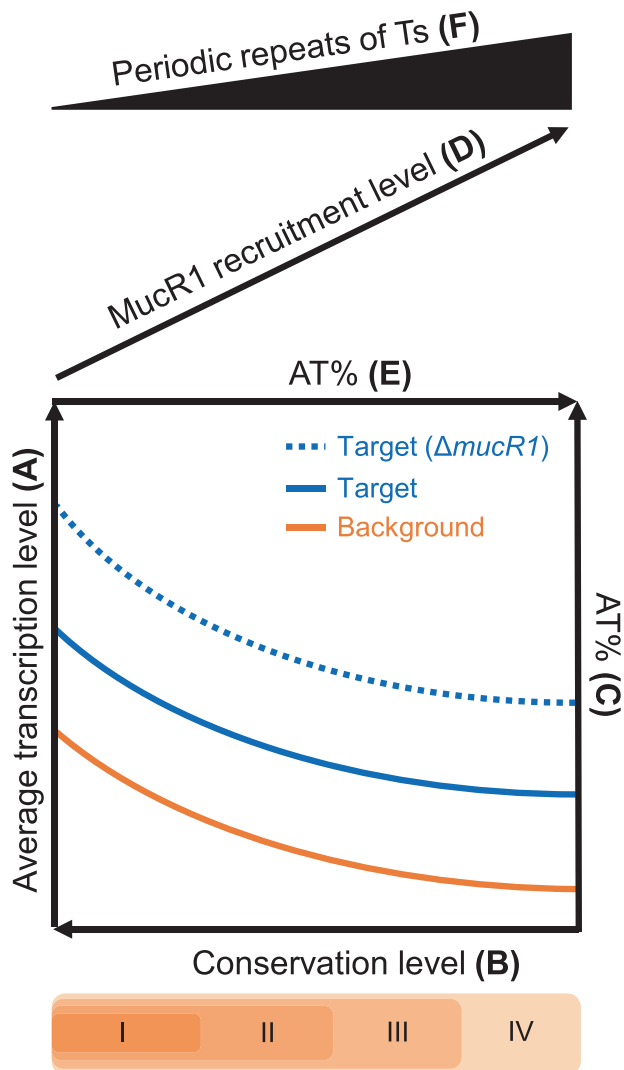 Periodic repeats of Ts (F)
MucR1 recruitment level (D)
AT% (E)
Target (ΔmucR1)
Target
Background
Average transcription level (A)
AT% (C)
Conservation level (B)
I II III IV